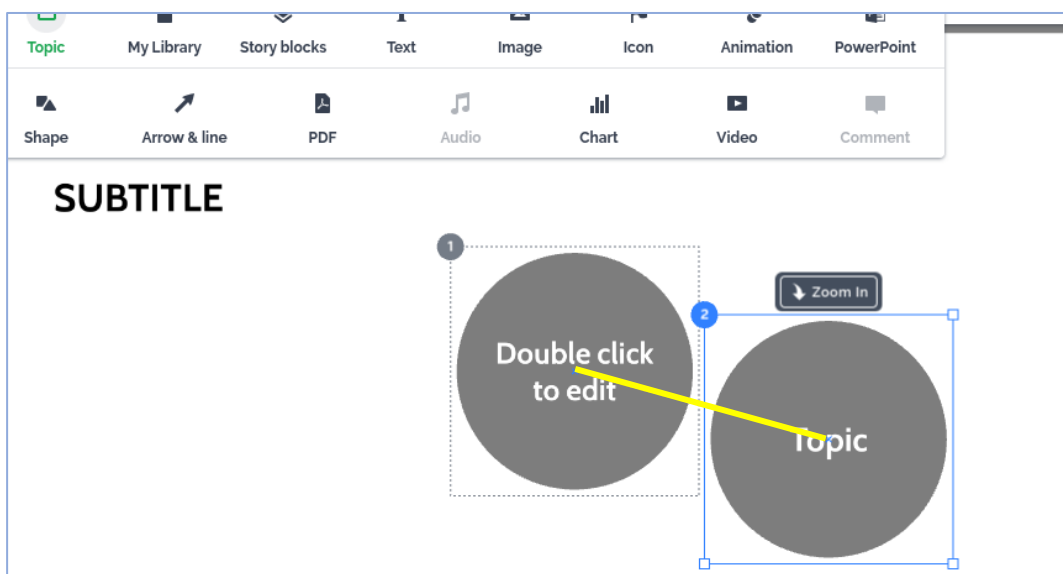 Topic My Library Story blocks Text Image Icon Animation PowerPoint
Shape Arrow & line PDF Audio Chart Video Comment
SUBTITLE
1
Double click
to edit
Zoom In
2
Topic